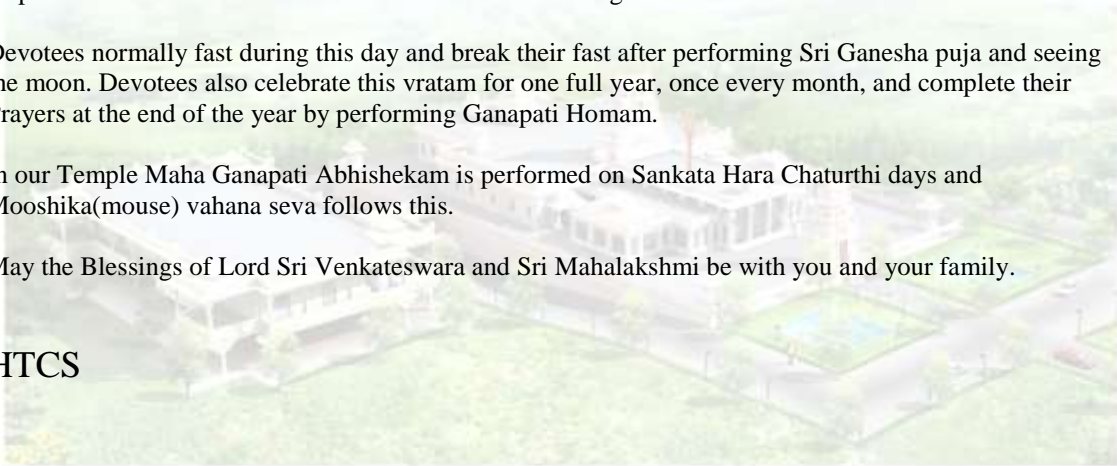 evotees normally fast during this day and break their fast after performing Sri Ganesha puja and seeing
he moon. Devotees also celebrate this vratam for one full year, once every month, and complete their
rayers at the end of the year by performing Ganapati Homam.
n our Temple Maha Ganapati Abhishekam is performed on Sankata Hara Chaturthi days and
Mooshika(mouse) vahana seva follows this.
May the Blessings of Lord Sri Venkateswara and Sri Mahalakshmi be with you and your family.
HTCS